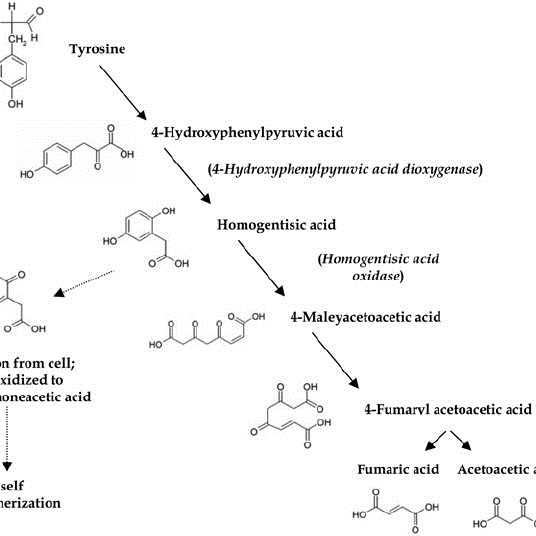 Tyrosine
4-Hydroxyphenylpyruvic acid
(4-Hydroxyphenylpyruvic acid dioxygenase)
Homogentisic acid
(Homogentisic acid
oxidase)
4-Maleyacetoacetic acid
on from cell;
xidized to
noneacetic acid
4-Fumaryl acetoacetic acid
Fumaric acid
Acetoacetic a
self
nerization
H
O
H
CH2
OH
O
OH
O
HO
OH
HO
O
OH
O
O
OH
O
O
O
O
OH
HO
O
O
OH
O
O
OH
O
O
OH
HO
O
O
O
HO